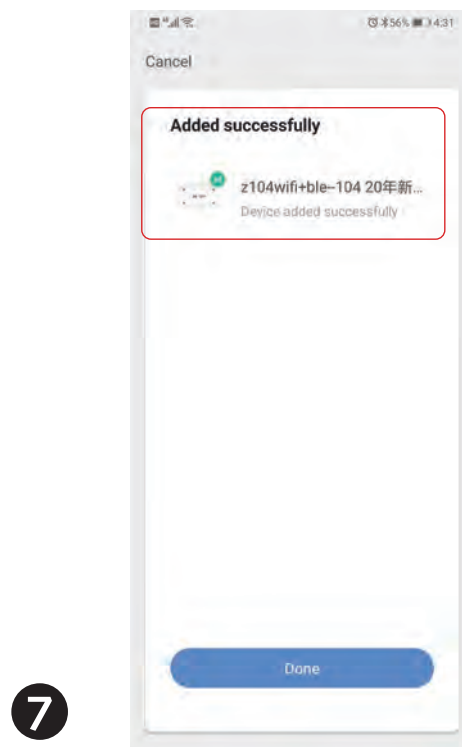 56% 4:31
Cancel
Added successfully
z104wifi+ble--104 20年新...
Device added successfully
Done
7